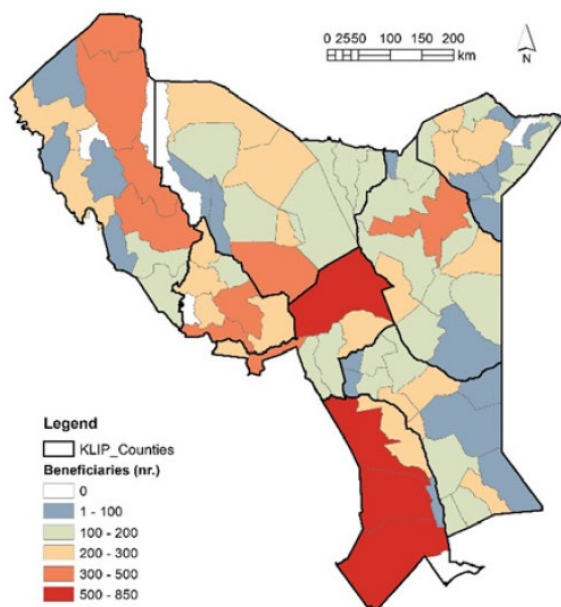 0 2550 100 150 200
km
N
Legend
KLIP_Counties
Beneficiaries (nr.)
0
1 - 100
100 - 200
200 - 300
300 - 500
500 - 850